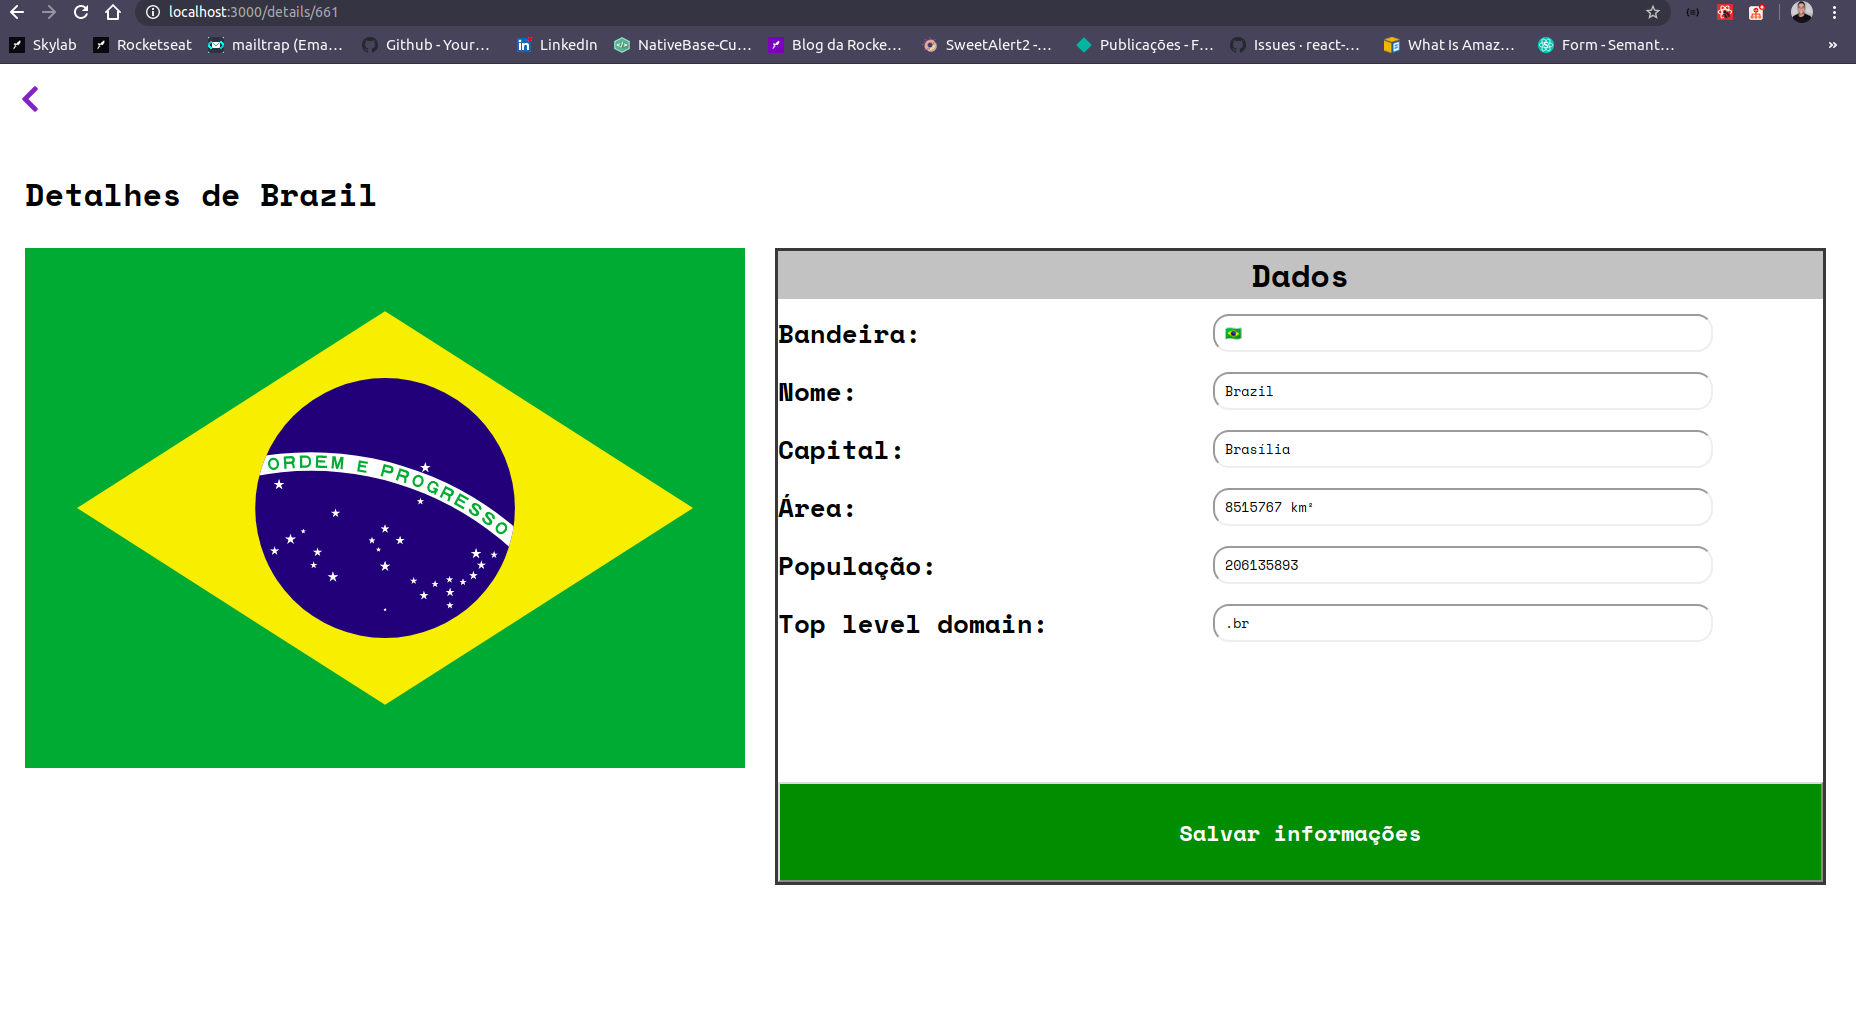 localhost:3000/details/661
Skylab Rocketseat mailtrap (Ema... Github - Your... LinkedIn NativeBase-Cu... Blog da Rocke... SweetAlert2 -... Publicações - F... Issues · react-... What Is Amaz... Form - Semant... »
Detalhes de Brazil
ORDEM E PROGRESSO
Dados
Bandeira: 🇧🇷
Nome: Brazil
Capital: Brasília
Área: 8515767 km²
População: 206135893
Top level domain: .br
Salvar informações